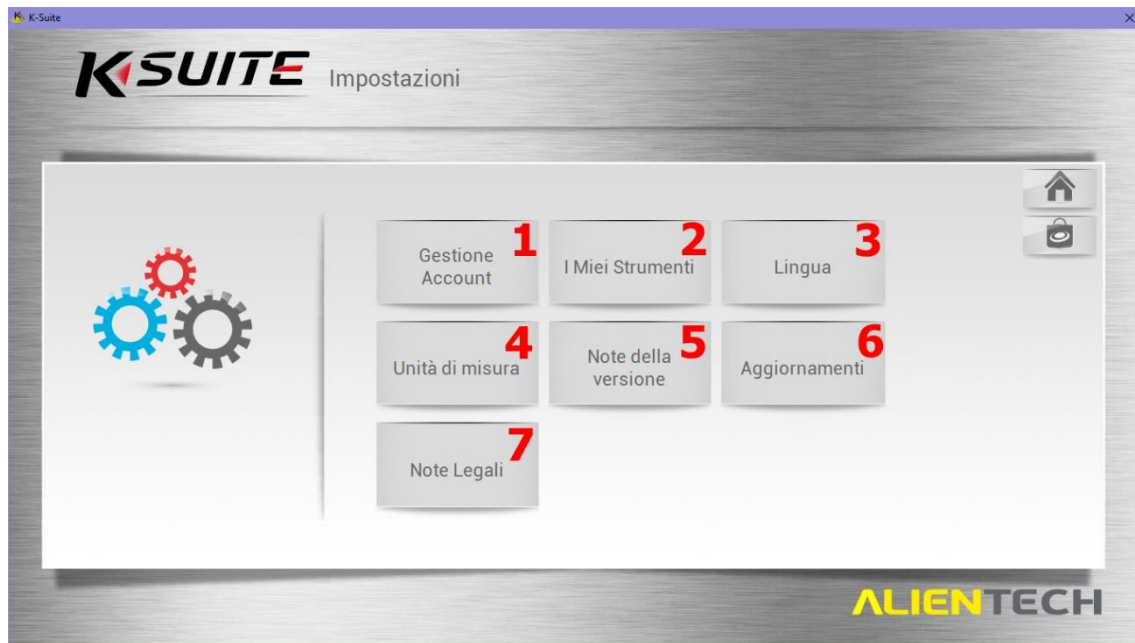 K-Suite
KSUITE Impostazioni
Gestione
Account
1
I Miei Strumenti
2
Lingua
3
Unità di misura
4
Note della
versione
5
Aggiornamenti
6
Note Legali
7
ALIENTECH